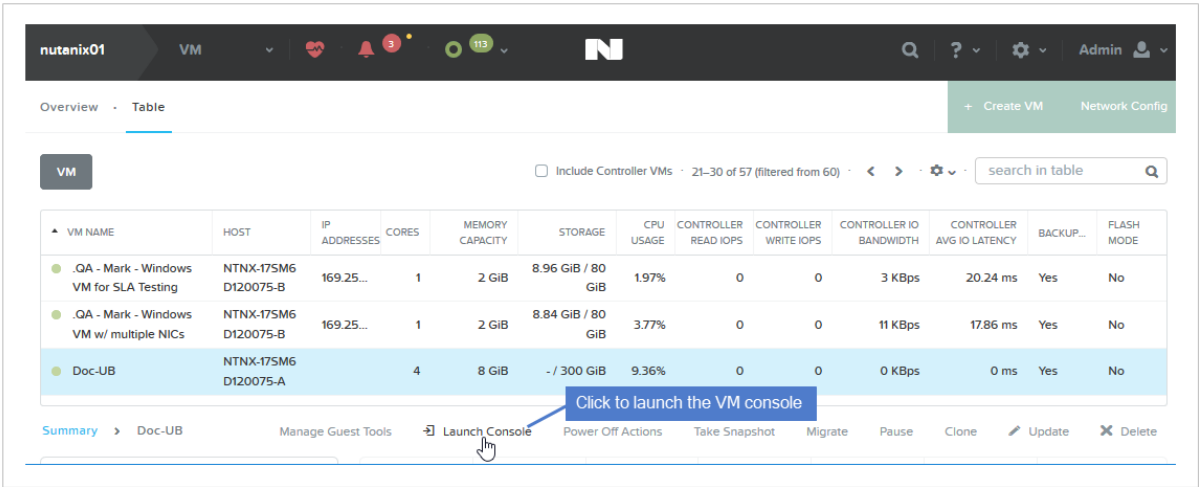 nutanix01 VM 3 113 ? Admin
Overview · Table + Create VM Network Config
VM Include Controller VMs · 21–30 of 57 (filtered from 60) · < > · · search in table
VM NAME HOST IP ADDRESSES CORES MEMORY CAPACITY STORAGE CPU USAGE CONTROLLER READ IOPS CONTROLLER WRITE IOPS CONTROLLER IO BANDWIDTH CONTROLLER AVG IO LATENCY BACKUP... FLASH MODE
.QA - Mark - Windows VM for SLA Testing NTNX-17SM6D120075-B 169.25... 1 2 GiB 8.96 GiB / 80 GiB 1.97% 0 0 3 KBps 20.24 ms Yes No
.QA - Mark - Windows VM w/ multiple NICs NTNX-17SM6D120075-B 169.25... 1 2 GiB 8.84 GiB / 80 GiB 3.77% 0 0 11 KBps 17.86 ms Yes No
Doc-UB NTNX-17SM6D120075-A 4 8 GiB - / 300 GiB 9.36% 0 0 0 KBps 0 ms Yes No
Click to launch the VM console
Summary > Doc-UB Manage Guest Tools Launch Console Power Off Actions Take Snapshot Migrate Pause Clone Update Delete